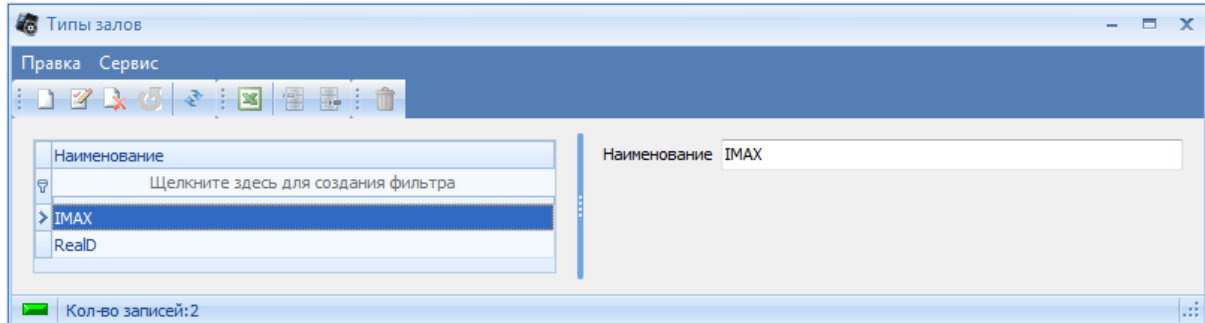 Типы залов
Правка Сервис
Наименование
Щелкните здесь для создания фильтра
IMAX
RealD
Наименование IMAX
Кол-во записей:2